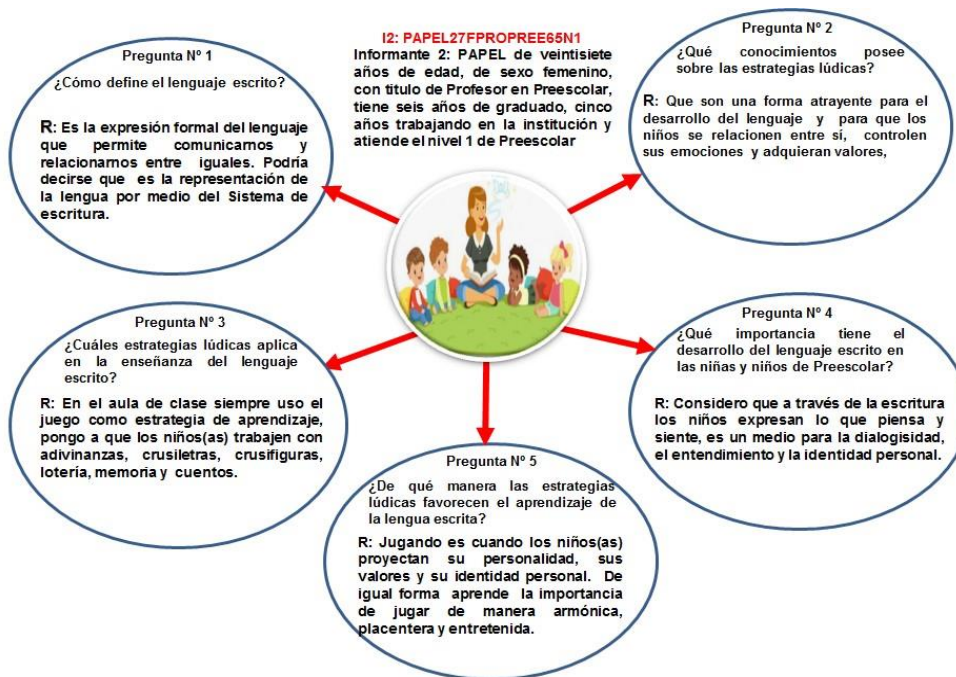 I2: PAPEL27FPROPREE65N1
Informante 2: PAPEL de veintisiete
años de edad, de sexo femenino,
con titulo de Profesor en Preescolar,
tiene seis años de graduado, cinco
años trabajando en la institución y
atiende el nivel 1 de Preescolar
Pregunta Nº 1
¿Cómo define el lenguaje escrito?
R: Es la expresión formal del lenguaje
que permite comunicarnos y
relacionarnos entre iguales. Podría
decirse que es la representación de
la lengua por medio del Sistema de
escritura.
Pregunta Nº 2
¿Qué conocimientos posee
sobre las estrategias lúdicas?
R: Que son una forma atrayente para el
desarrollo del lenguaje y para que los
niños se relacionen entre sí, controlen
sus emociones y adquieran valores,
Pregunta Nº 3
¿Cuáles estrategias lúdicas aplica
en la enseñanza del lenguaje
escrito?
R: En el aula de clase siempre uso el
juego como estrategia de aprendizaje,
pongo a que los niños(as) trabajen con
adivinanzas, crusiletras, crusifiguras,
lotería, memoria y cuentos.
Pregunta Nº 4
¿Qué importancia tiene el
desarrollo del lenguaje escrito en
las niñas y niños de Preescolar?
R: Considero que a través de la escritura
los niños expresan lo que piensa y
siente, es un medio para la dialogisidad,
el entendimiento y la identidad personal.
Pregunta Nº 5
¿De qué manera las estrategias
lúdicas favorecen el aprendizaje de
la lengua escrita?
R: Jugando es cuando los niños(as)
proyectan su personalidad, sus
valores y su identidad personal. De
igual forma aprende la importancia
de jugar de manera armónica,
placentera y entretenida.